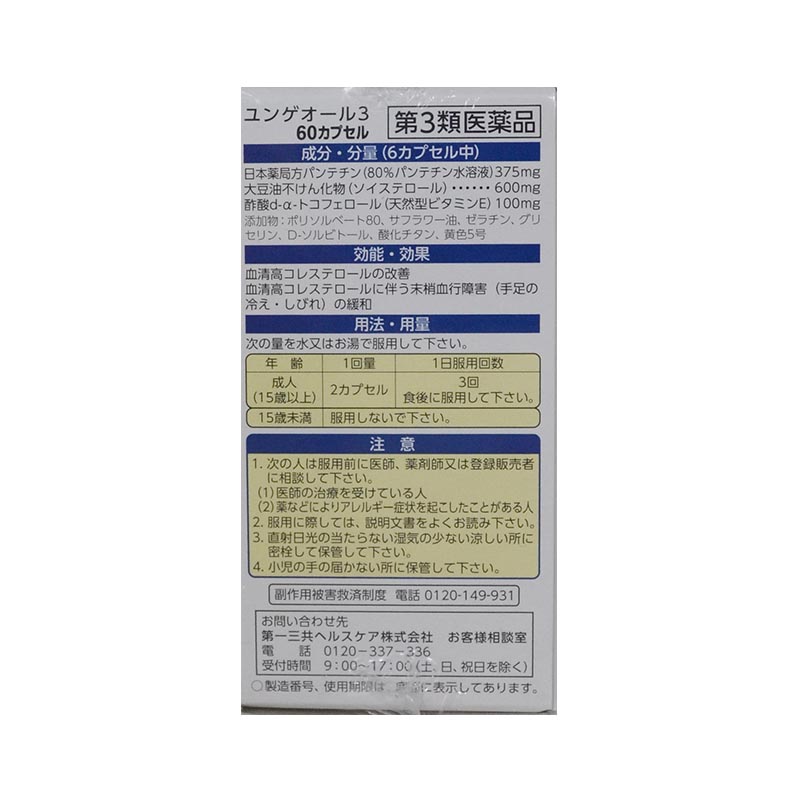 ユンゲオール3
60カプセル
第3類医薬品
成分・分量(6カプセル中)
日本薬局方パンテチン(80%パンテチン水溶液)375mg
大豆油不けん化物(ソイステロール)‥‥‥600mg
酢酸d-α-トコフェロール(天然型ビタミンE)100mg
添加物:ポリソルベート80、サフラワー油、ゼラチン、グリ
セリン、D-ソルビトール、酸化チタン、黄色5号
効能・効果
血清高コレステロールの改善
血清高コレステロールに伴う末梢血行障害(手足の
冷え・しびれ)の緩和
用法・用量
次の量を水又はお湯で服用して下さい。
年齢 1回量 1日服用回数
成人 2カプセル 3回
(15歳以上) 食後に服用して下さい。
15歳未満 服用しないで下さい。
注意
1. 次の人は服用前に医師、薬剤師又は登録販売者
に相談して下さい。
(1)医師の治療を受けている人
(2)薬などによりアレルギー症状を起こしたことがある人
2. 服用に際しては、説明文書をよくお読み下さい。
3. 直射日光の当たらない湿気の少ない涼しい所に
密栓して保管して下さい。
4. 小児の手の届かない所に保管して下さい。
副作用被害救済制度 電話 0120-149-931
お問い合わせ先
第一三共ヘルスケア株式会社 お客様相談室
電話 0120-337-336
受付時間 9:00~17:00(土、日、祝日を除く)
○製造番号、使用期限は、底部に表示してあります。